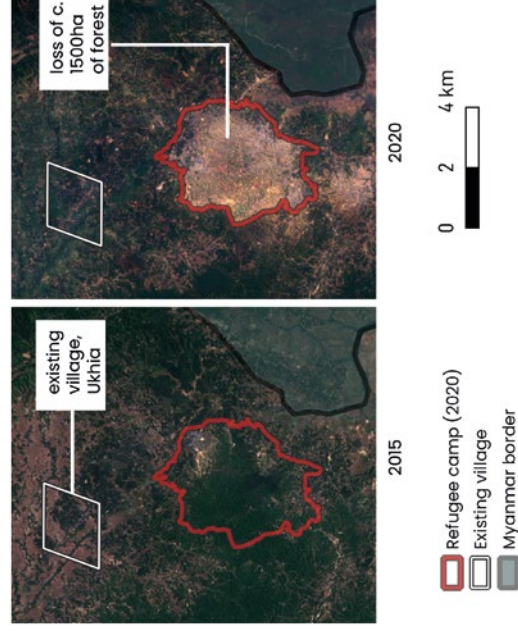 existing
village,
Ukhia
loss of c.
1500ha
of forest
2015
2020
Refugee camp (2020)
Existing village
Myanmar border
0 2 4 km